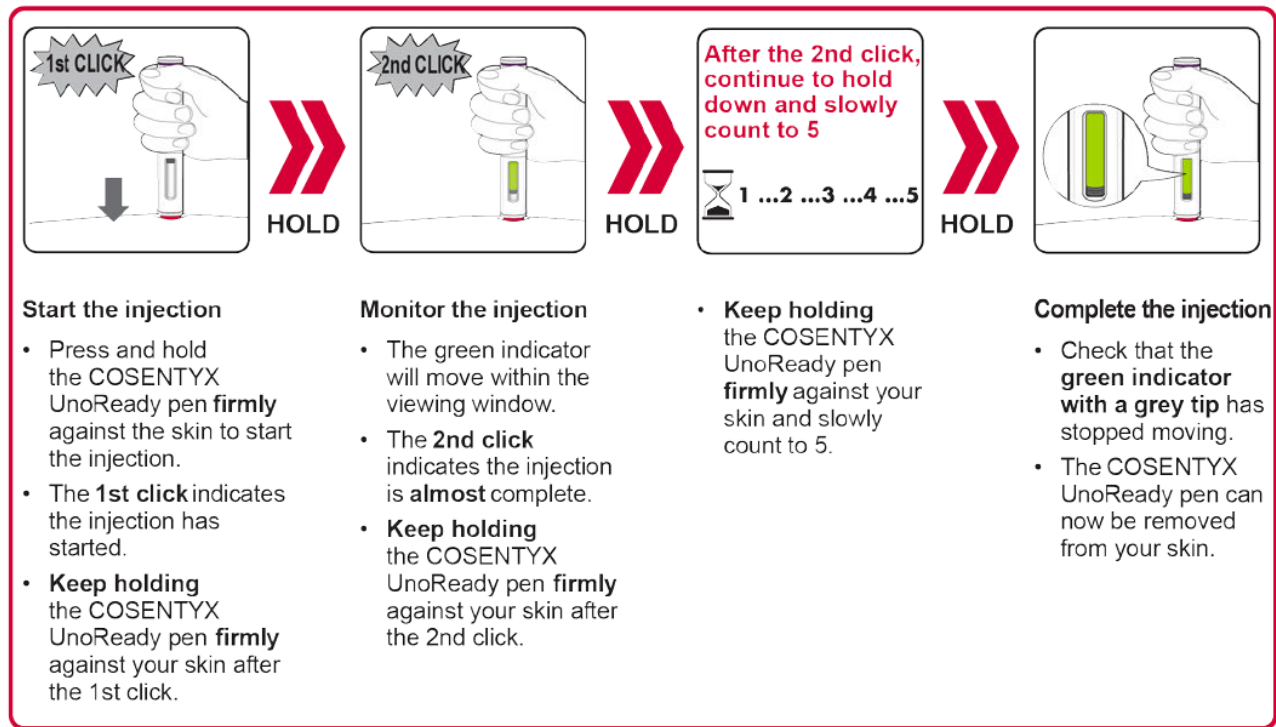 1st CLICK
HOLD
2nd CLICK
HOLD
After the 2nd click,
continue to hold
down and slowly
count to 5
1 ...2 ...3 ...4 ...5
HOLD
Start the injection
• Press and hold
the COSENTYX
UnoReady pen firmly
against the skin to start
the injection.
• The 1st click indicates
the injection has
started.
• Keep holding
the COSENTYX
UnoReady pen firmly
against your skin after
the 1st click.
Monitor the injection
• The green indicator
will move within the
viewing window.
• The 2nd click
indicates the injection
is almost complete.
• Keep holding
the COSENTYX
UnoReady pen firmly
against your skin after
the 2nd click.
• Keep holding
the COSENTYX
UnoReady pen
firmly against your
skin and slowly
count to 5.
Complete the injection
• Check that the
green indicator
with a grey tip has
stopped moving.
• The COSENTYX
UnoReady pen can
now be removed
from your skin.